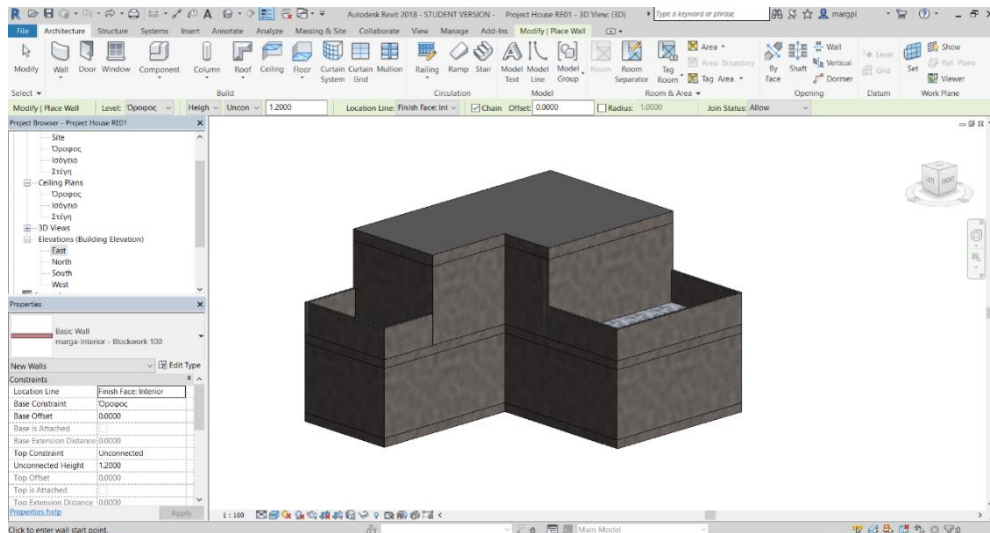 Autodesk Revit 2018 - STUDENT VERSION - Project House RE01 - 3D View: {3D}
Type a keyword or phrase
margpi
File Architecture Structure Systems Insert Annotate Analyze Massing & Site Collaborate View Manage Add-Ins Modify | Place Wall
Modify Wall Door Window Component Column Roof Ceiling Floor Curtain System Curtain Grid Mullion Railing Ramp Stair Model Text Model Line Model Group Room Room Separator Tag Room Area By Face Shaft Wall Level Set Show
Area Boundary Vertical Grid Ref Plane
Tag Area Dormer Viewer
Select Build Circulation Model Room & Area Opening Datum Work Plane
Modify | Place Wall Level: Όροφος Heigh Uncon 1.2000 Location Line: Finish Face: Int Chain Offset: 0.0000 Radius: 1.0000 Join Status: Allow
Project Browser - Project House RE01
Site
Όροφος
Ισόγειο
Στέγη
Ceiling Plans
Όροφος
Ισόγειο
Στέγη
3D Views
Elevations (Building Elevation)
East
North
South
West
LEFT FRONT
Properties
Basic Wall
marga-Interior - Blockwork 100
New Walls Edit Type
Constraints
Location Line Finish Face: Interior
Base Constraint Όροφος
Base Offset 0.0000
Base is Attached
Base Extension Distance 0.0000
Top Constraint Unconnected
Unconnected Height 1.2000
Top Offset 0.0000
Top is Attached
Top Extension Distance 0.0000
Properties help Apply
1 : 100
Click to enter wall start point. :0 Main Model :0